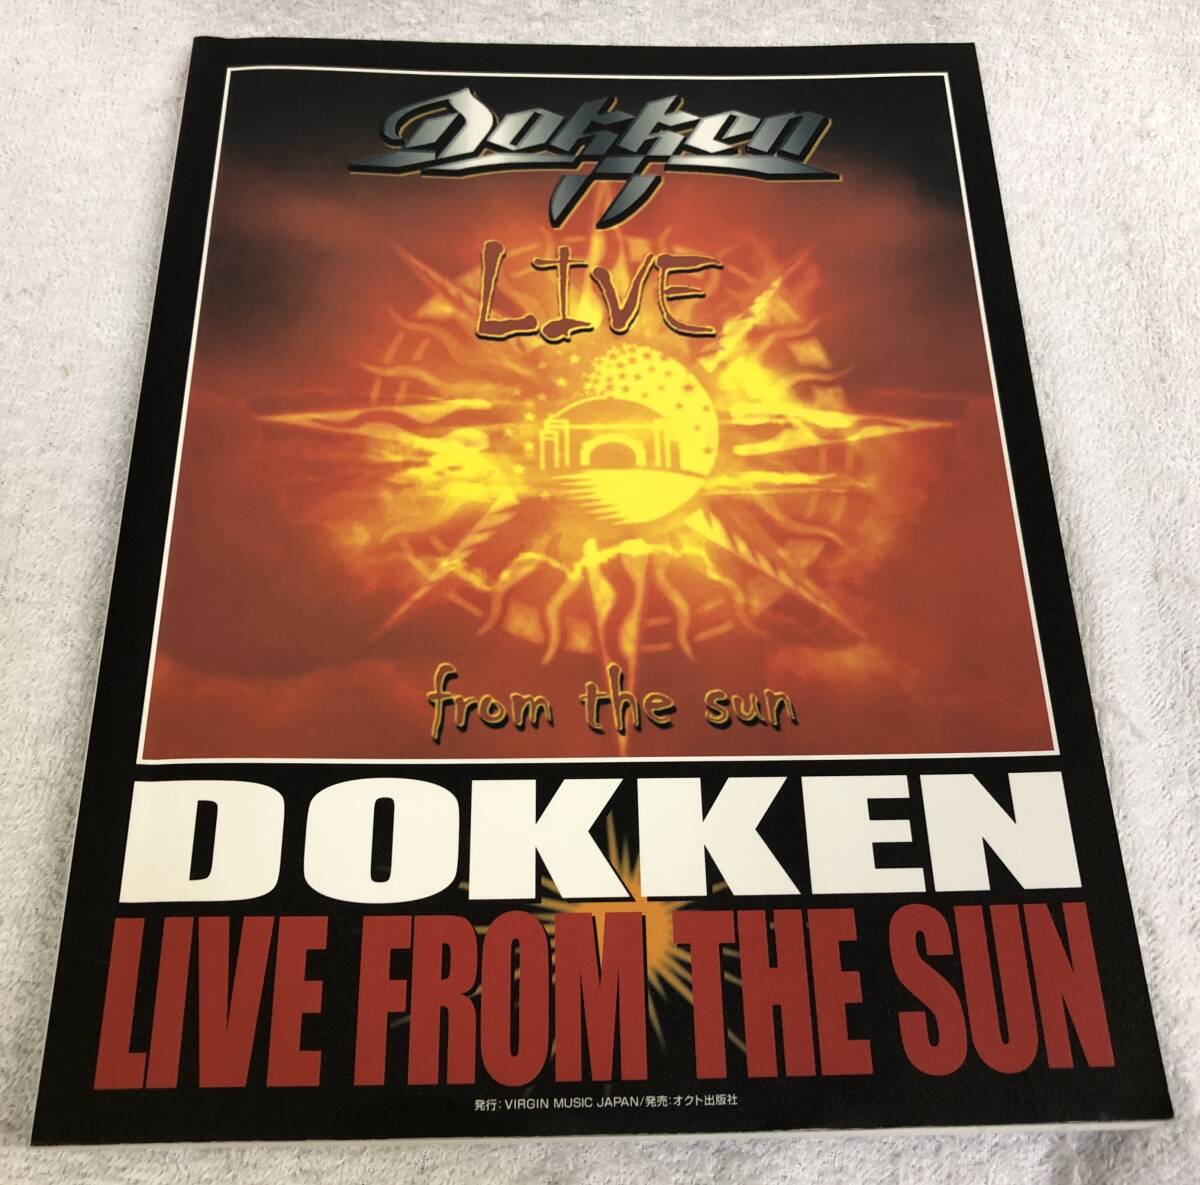 Dokken
LIVE
from the sun
DOKKEN
LIVE FROM THE SUN
発行:VIRGIN MUSIC JAPAN/発売:オクト出版社